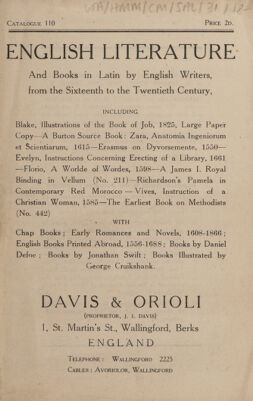 CATALOGUE 110 PRICE 2D.
ENGLISH LITERATURE
And Books in Latin by English Writers,
from the Sixteenth to the Twentieth Century,
INCLUDING
Blake, Illustrations of the Book of Job, 1825, Large Paper
Copy—A Burton Source Book: Zara, Anatomia Ingeniorum
et Scientiarum, 1615—Erasmus on Dyvorsemente, 1550—
Evelyn, Instructions Concerning Erecting of a Library, 1661
—Florio, A Worlde of Wordes, 1598—A James I. Royal
Binding in Vellum (No. 211)—Richardson's Pamela in
Contemporary Red Morocco—Vives, Instruction of a
Christian Woman, 1585—The Earliest Book on Methodists
(No. 442)
WITH
Chap Books; Early Romances and Novels, 1608-1866;
English Books Printed Abroad, 1556-1688; Books by Daniel
Defoe; Books by Jonathan Swift; Books Illustrated by
George Cruikshank.
DAVIS & ORIOLI
(PROPRIETOR, J. I. DAVIS)
1, St. Martin's St., Wallingford, Berks
ENGLAND
TELEPHONE: WALLINGFORD 2225
CABLES: AVORIOLOR, WALLINGFORD